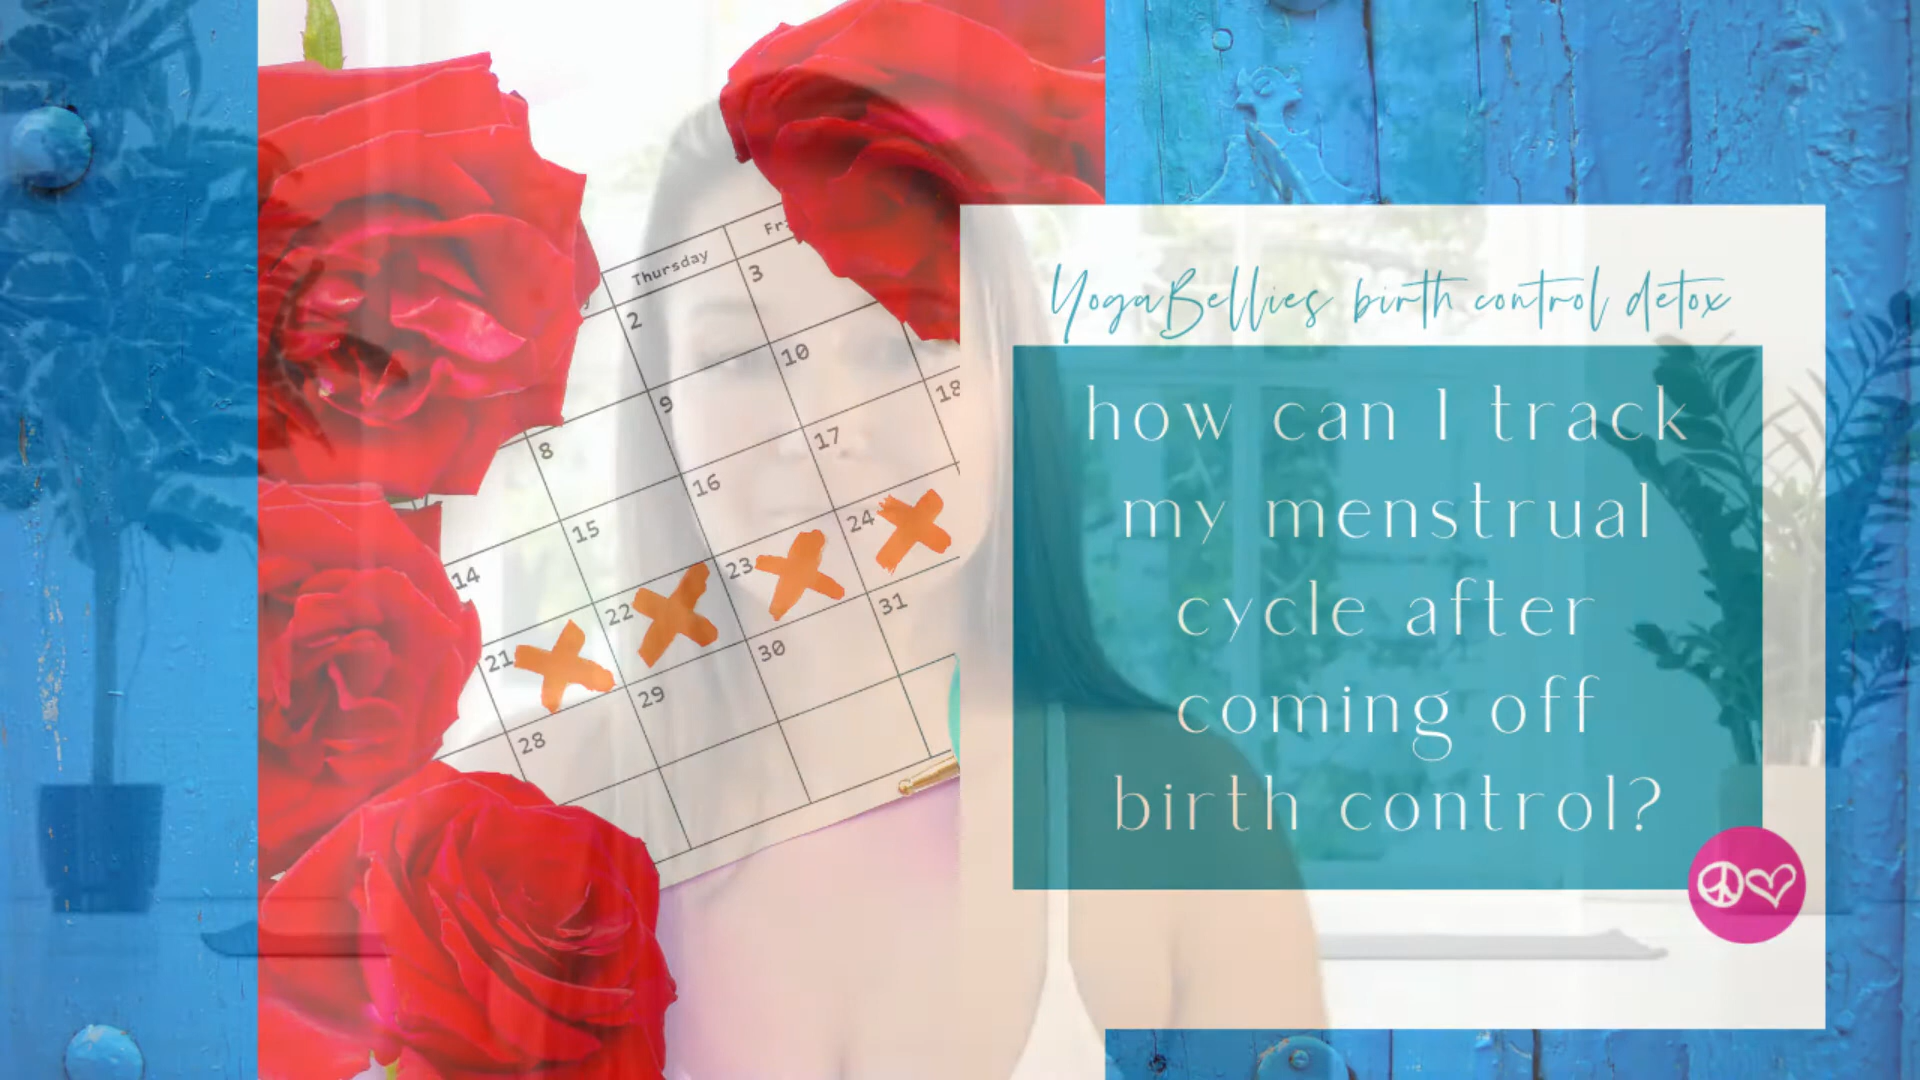 Thursday
3
2
10
9
18
8
17
16
15
24
14
23
22
31
21
30
29
28
YogaBellies birth control detox
how can I track
my menstrual
cycle after
coming off
birth control?